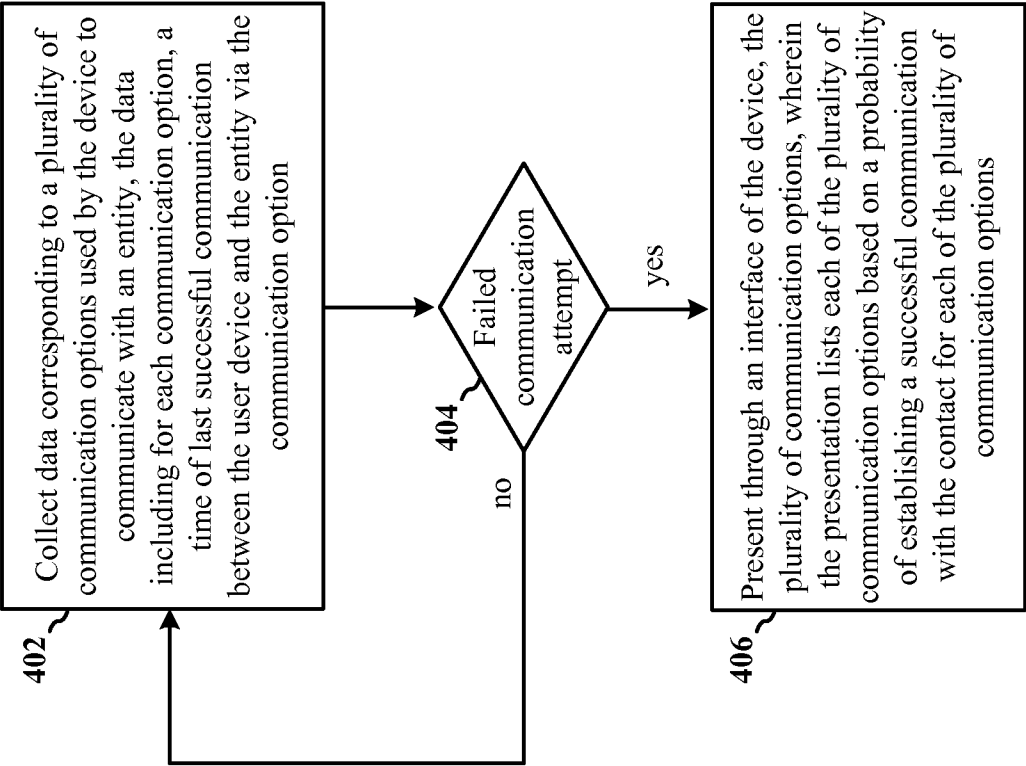 402
Collect data corresponding to a plurality of
communication options used by the device to
communicate with an entity, the data
including for each communication option, a
time of last successful communication
between the user device and the entity via the
communication option
404
Failed
communication
attempt
no
yes
406
Present through an interface of the device, the
plurality of communication options, wherein
the presentation lists each of the plurality of
communication options based on a probability
of establishing a successful communication
with the contact for each of the plurality of
communication options